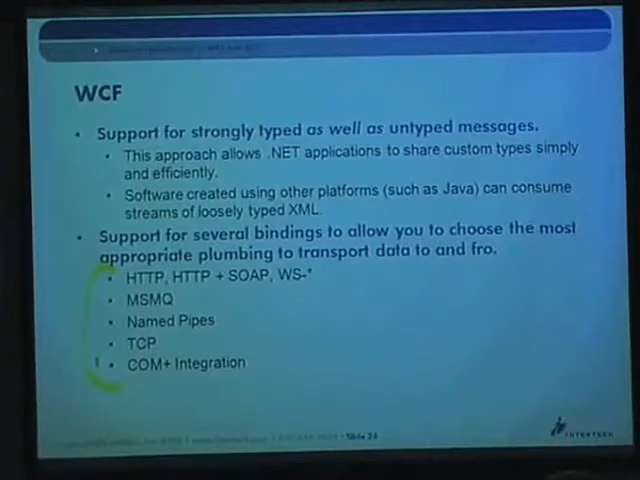 WCF
• Support for strongly typed as well as untyped messages.
• This approach allows .NET applications to share custom types simply
and efficiently.
• Software created using other platforms (such as Java) can consume
streams of loosely typed XML.
• Support for several bindings to allow you to choose the most
appropriate plumbing to transport data to and fro.
• HTTP, HTTP + SOAP, WS-*
• MSMQ
• Named Pipes
• TCP
• COM+ Integration
Slide 26
INTERTECH